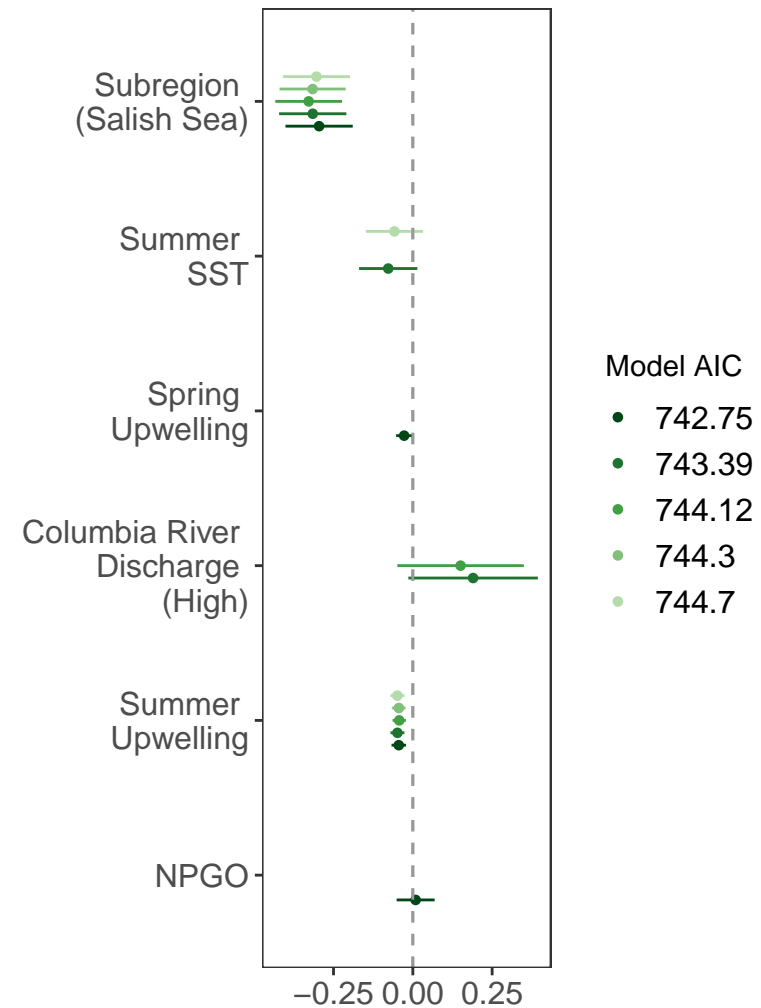 Subregion
(Salish Sea)
Summer
SST
Spring
Upwelling
Columbia River
Discharge
(High)
Summer
Upwelling
NPGO
−0.25 0.00 0.25
Model AIC
742.75
743.39
744.12
744.3
744.7